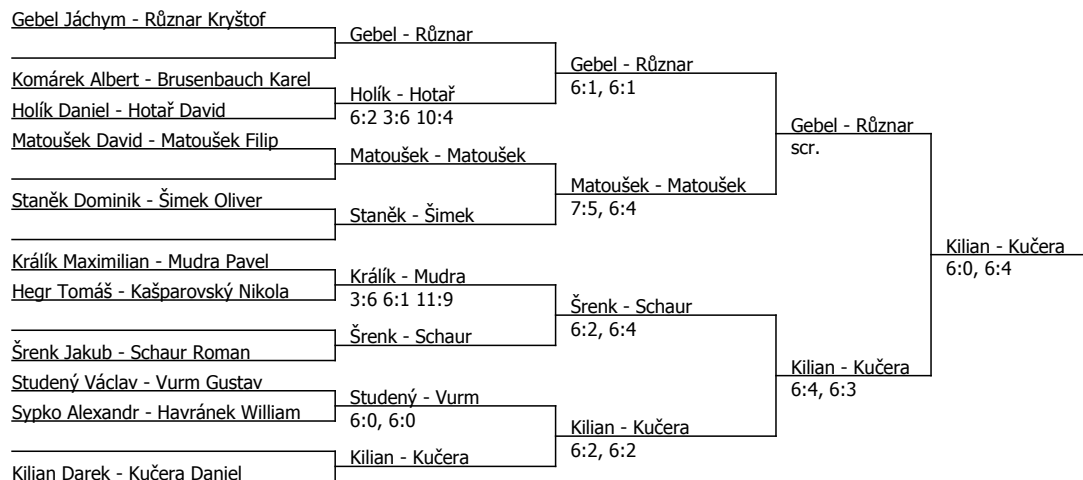 Gebel Jáchym - Různar Kryštof
Komárek Albert - Brusenbauch Karel
Holík Daniel - Hotař David
Matoušek David - Matoušek Filip
Staněk Dominik - Šimek Oliver
Králík Maximilian - Mudra Pavel
Hegr Tomáš - Kašparovský Nikola
Šrenk Jakub - Schaur Roman
Studený Václav - Vurm Gustav
Sypko Alexandr - Havránek William
Kilian Darek - Kučera Daniel
Gebel - Různar
Holík - Hotař
6:2 3:6 10:4
Matoušek - Matoušek
Staněk - Šimek
Králík - Mudra
3:6 6:1 11:9
Šrenk - Schaur
Studený - Vurm
6:0, 6:0
Kilian - Kučera
Gebel - Různar
6:1, 6:1
Matoušek - Matoušek
7:5, 6:4
Šrenk - Schaur
6:2, 6:4
Kilian - Kučera
6:2, 6:2
Gebel - Různar
scr.
Kilian - Kučera
6:4, 6:3
Kilian - Kučera
6:0, 6:4